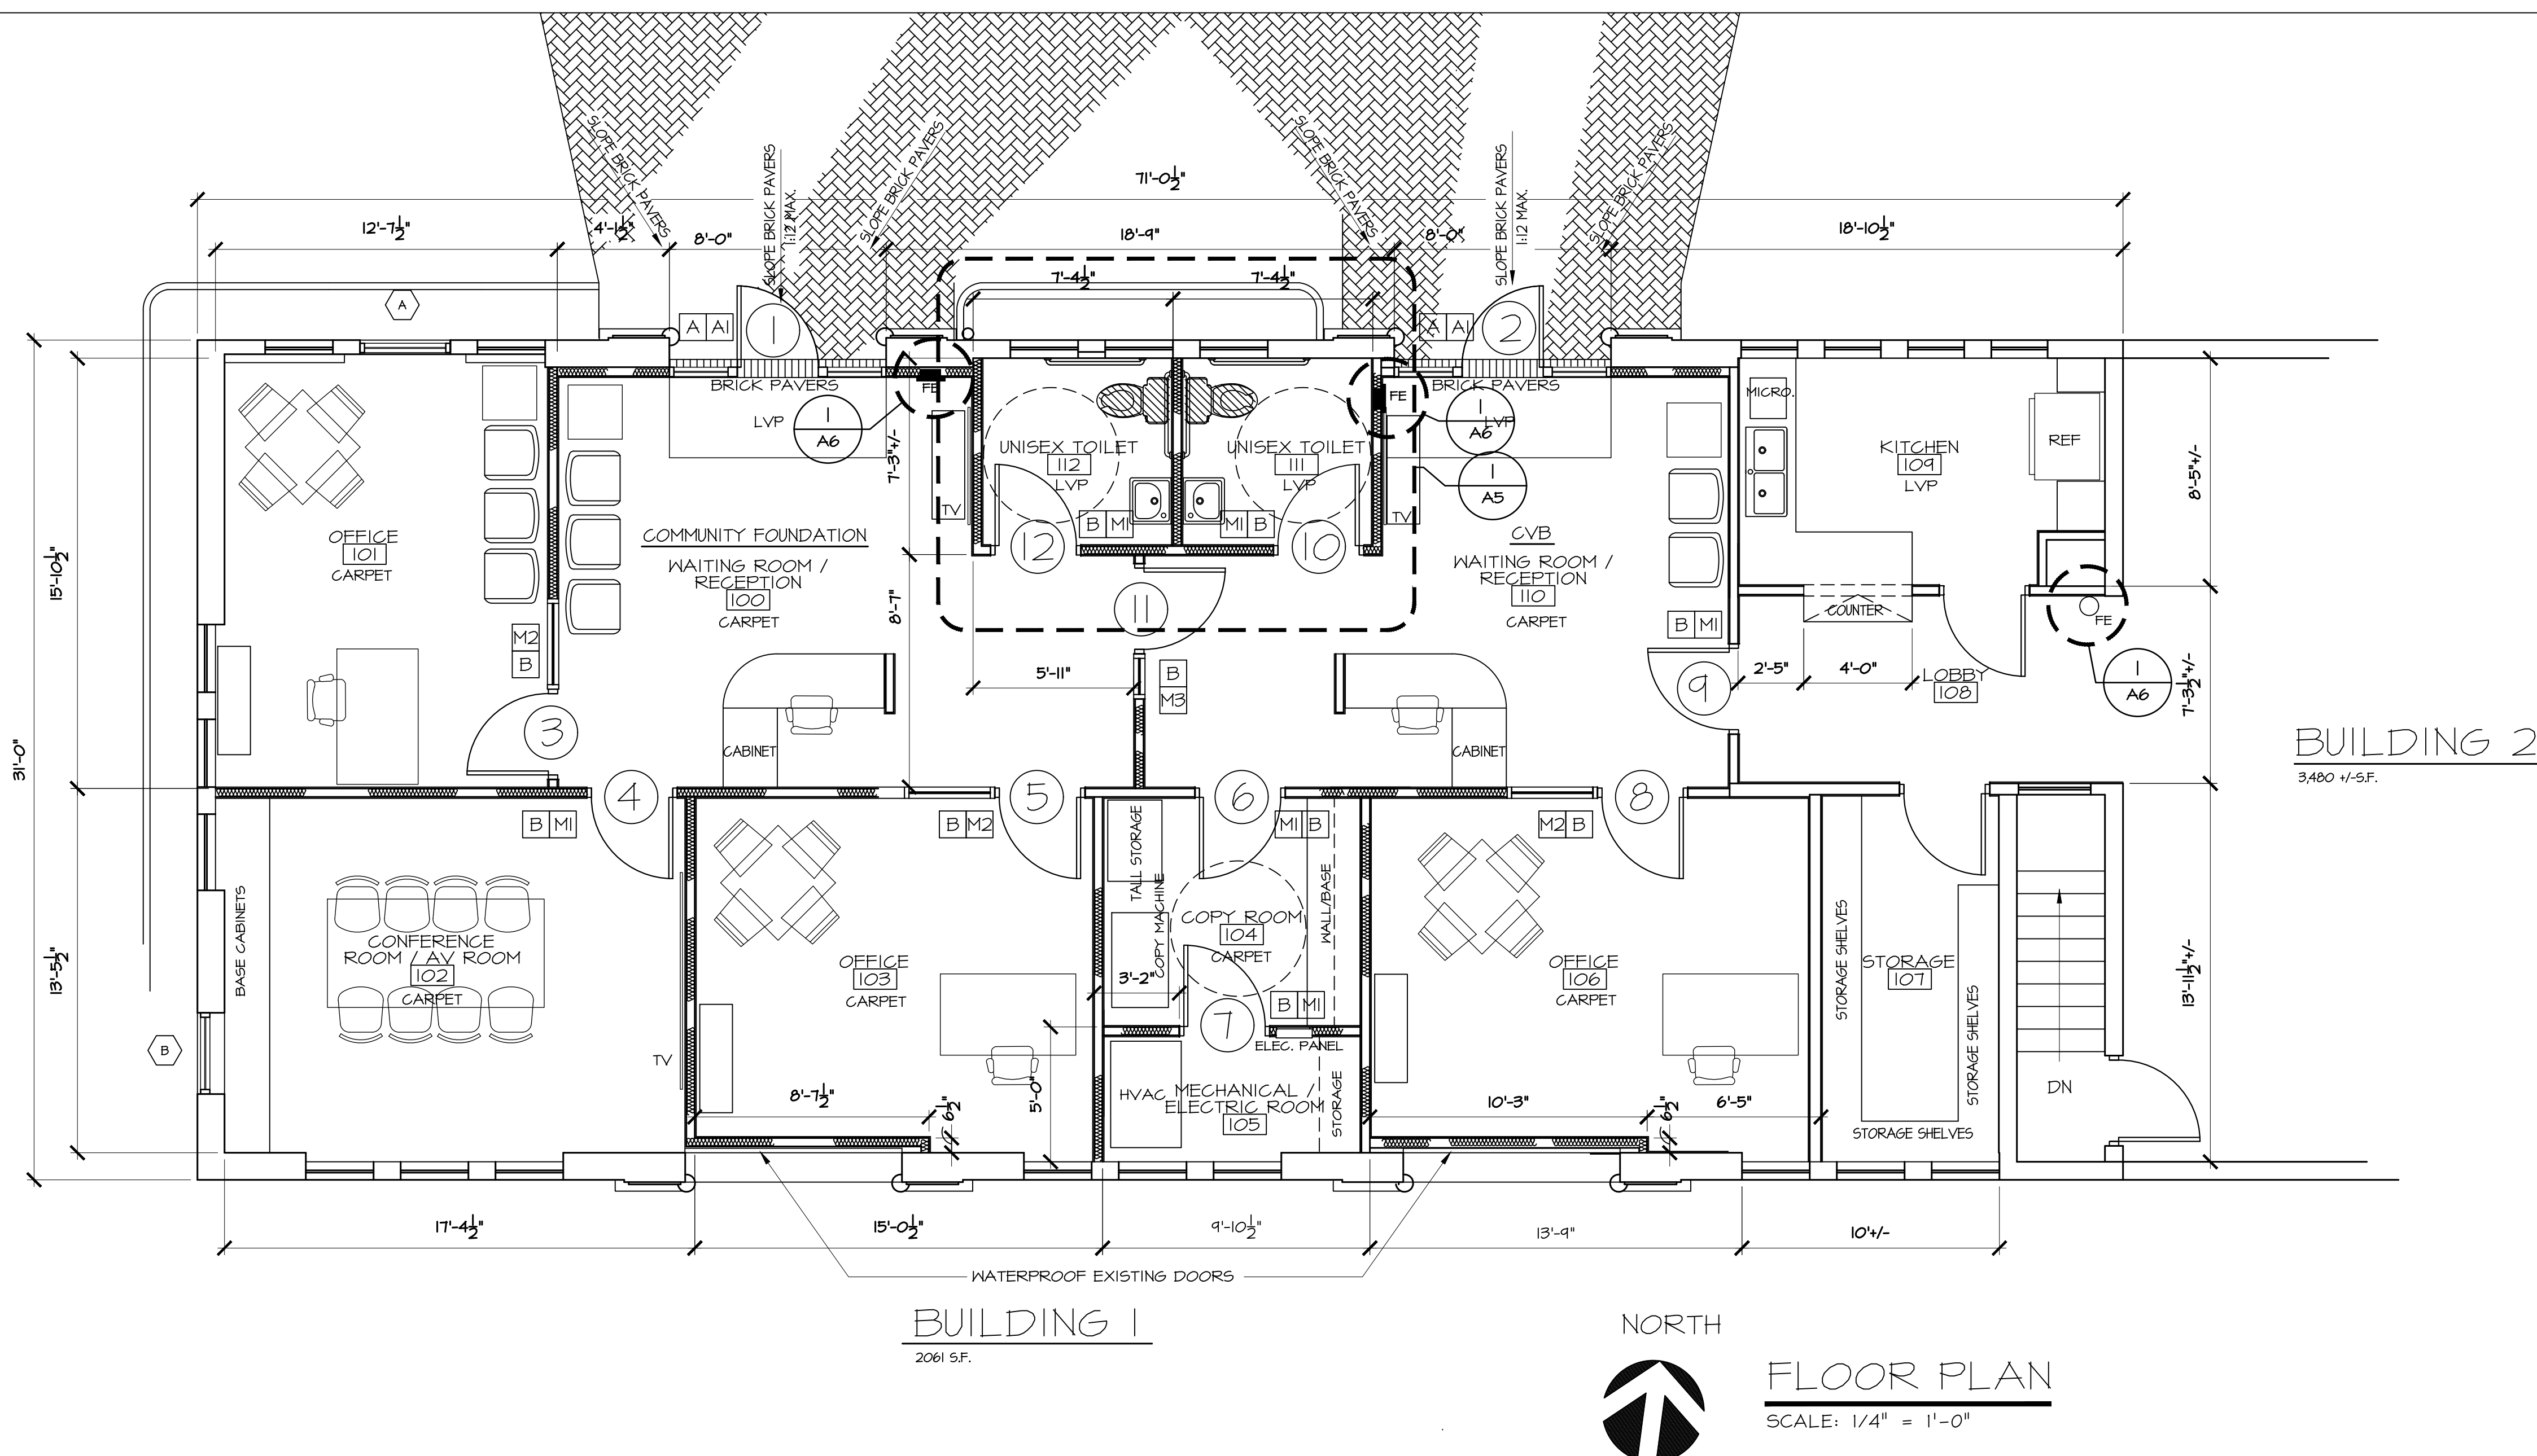 71'-0½"
12'-7½"
4'-1½"
8'-0"
18'-9"
8'-0"
18'-10½"
SLOPE BRICK PAVERS
SLOPE BRICK PAVERS
1:12 MAX.
SLOPE BRICK PAVERS
SLOPE BRICK PAVERS
SLOPE BRICK PAVERS
1:12 MAX.
SLOPE BRICK PAVERS
7'-4½"
7'-4½"
A
A A1
1
A A1
2
BRICK PAVERS
BRICK PAVERS
FE
FE
LVP
1
A6
1
A6
LVP
1
A5
7'-3"+/-
TV
TV
UNISEX TOILET
112
LVP
UNISEX TOILET
111
LVP
B M1
M1 B
12
10
11
MICRO.
KITCHEN
109
LVP
REF
8'-5"+/-
OFFICE
101
CARPET
COMMUNITY FOUNDATION
WAITING ROOM /
RECEPTION
100
CARPET
CVB
WAITING ROOM /
RECEPTION
110
CARPET
15'-10½"
31'-0"
8'-7"
M2
B
B M1
COUNTER
FE
5'-11"
B
M3
2'-5"
4'-0"
LOBBY
108
1
A6
7'-3½"+/-
3
9
CABINET
CABINET
BUILDING 2
3,480 +/-S.F.
4
5
6
8
B M1
B M2
M1 B
M2 B
TALL STORAGE
COPY MACHINE
WALL/BASE
BASE CABINETS
CONFERENCE
ROOM / AV ROOM
102
CARPET
OFFICE
103
CARPET
COPY ROOM
104
CARPET
3'-2"
B M1
7
ELEC. PANEL
OFFICE
106
CARPET
STORAGE SHELVES
STORAGE
107
STORAGE SHELVES
STORAGE SHELVES
13'-5½"
13'-11½"+/-
B
TV
8'-7½"
6½"
5'-0"
HVAC
MECHANICAL /
ELECTRIC ROOM
105
STORAGE
10'-3"
6½"
6'-5"
DN
17'-4½"
15'-0½"
9'-10½"
13'-9"
10'+/-
WATERPROOF EXISTING DOORS
BUILDING 1
2061 S.F.
NORTH
FLOOR PLAN
SCALE: 1/4" = 1'-0"